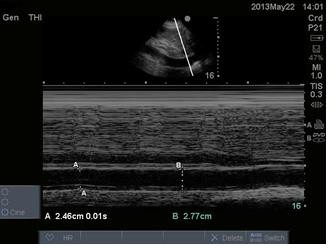 2013May22 14:01
Gen THI
Crd
P21
47%
MI
1.0
TIS
0.3
16
A
B
A B
A
16
Cine
A 2.46cm 0.01s B 2.77cm
HR Delete Switch